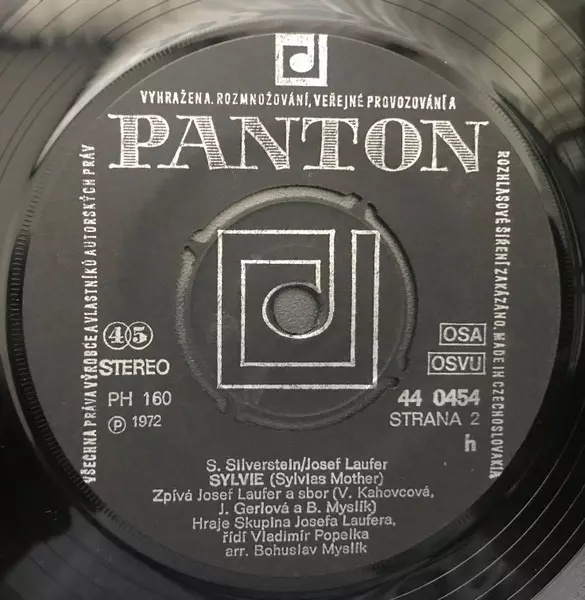 VYHRAŽENA. ROZMNOŽOVÁNÍ, VEŘEJNÉ PROVOZOVÁNÍ A
PANTON
VŠECHNA PRÁVA VÝROBCE A VLASTNÍKŮ AUTORSKÝCH PRÁV
ROZHLASOVÉ ŠÍŘENÍ ZAKÁZÁNO. MADE IN CZECHOSLOVAKIA
45
STEREO
PH 160
Ⓟ 1972
OSA
OSVU
44 0454
STRANA 2
h
S. Silverstein/Josef Laufer
SYLVIE (Sylvias Mother)
Zpívá Josef Laufer a sbor (V. Kahovcová,
J. Gerlová a B. Myslík)
Hraje Skupina Josefa Laufera,
řídí Vladimír Popelka
arr. Bohuslav Myslík